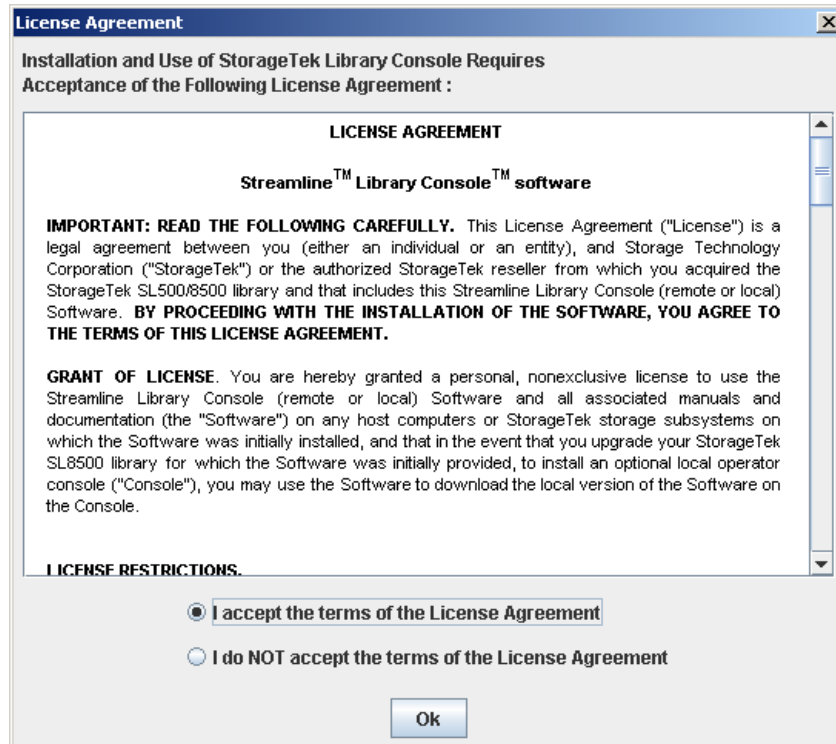 License Agreement
Installation and Use of StorageTek Library Console Requires
Acceptance of the Following License Agreement :
LICENSE AGREEMENT
Streamline™ Library Console™ software
IMPORTANT: READ THE FOLLOWING CAREFULLY. This License Agreement ("License") is a
legal agreement between you (either an individual or an entity), and Storage Technology
Corporation ("StorageTek") or the authorized StorageTek reseller from which you acquired the
StorageTek SL500/8500 library and that includes this Streamline Library Console (remote or local)
Software. BY PROCEEDING WITH THE INSTALLATION OF THE SOFTWARE, YOU AGREE TO
THE TERMS OF THIS LICENSE AGREEMENT.
GRANT OF LICENSE. You are hereby granted a personal, nonexclusive license to use the
Streamline Library Console (remote or local) Software and all associated manuals and
documentation (the "Software") on any host computers or StorageTek storage subsystems on
which the Software was initially installed, and that in the event that you upgrade your StorageTek
SL8500 library for which the Software was initially provided, to install an optional local operator
console ("Console"), you may use the Software to download the local version of the Software on
the Console.
LICENSE RESTRICTIONS.
I accept the terms of the License Agreement
I do NOT accept the terms of the License Agreement
Ok